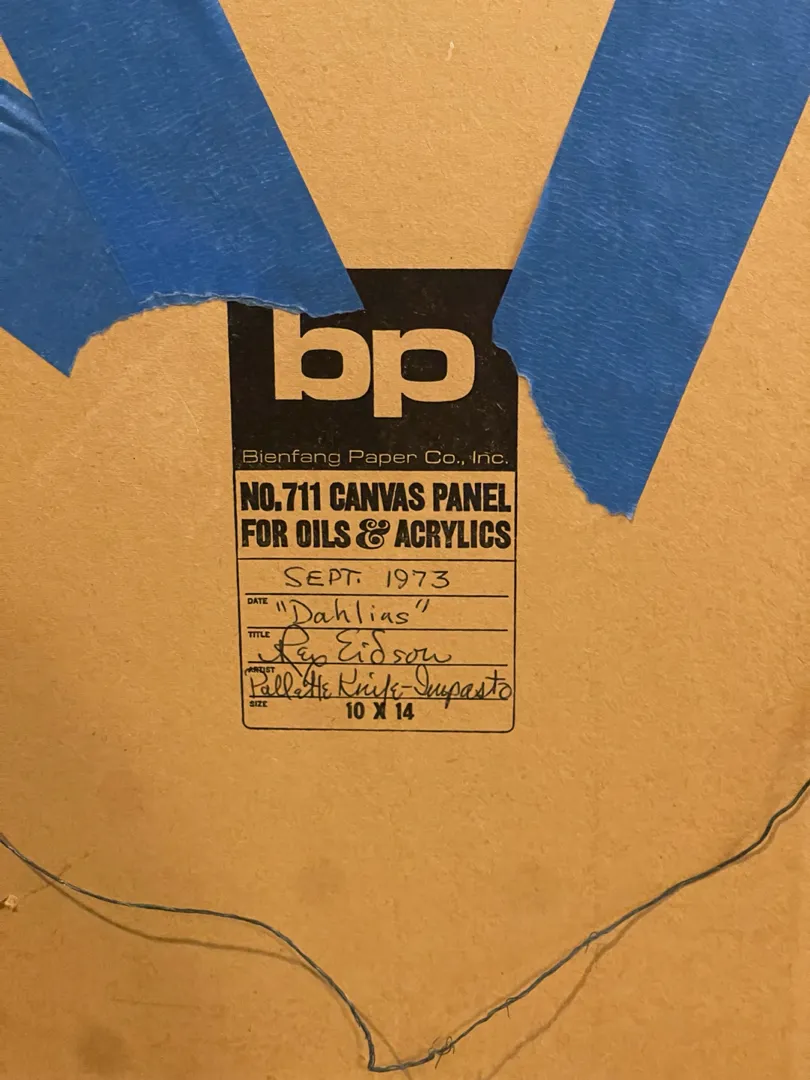 bp
Bienfang Paper Co., Inc.
NO. 711 CANVAS PANEL
FOR OILS & ACRYLICS
SEPT. 1973
DATE "Dahlias"
TITLE Rex Eidson
ARTIST Pallette Knife-Impasto
SIZE 10 X 14